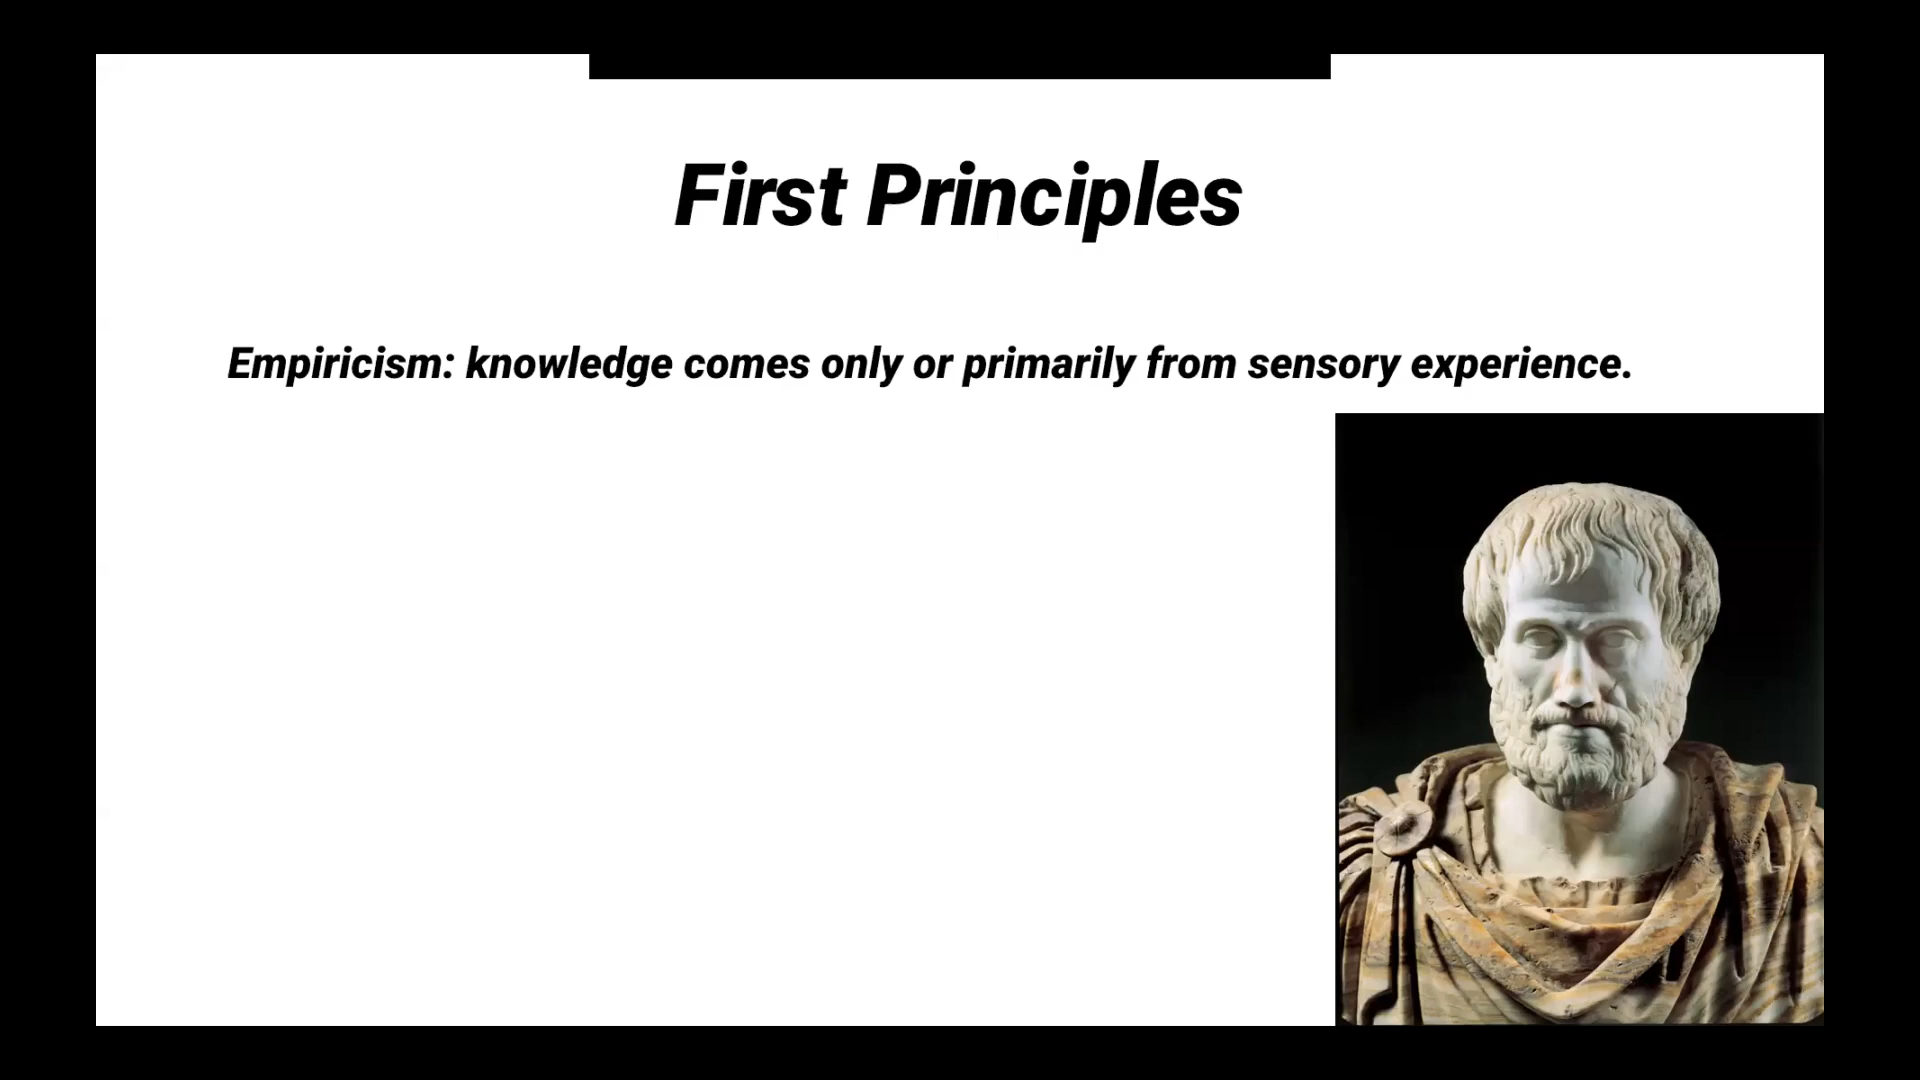 First Principles
Empiricism: knowledge comes only or primarily from sensory experience.